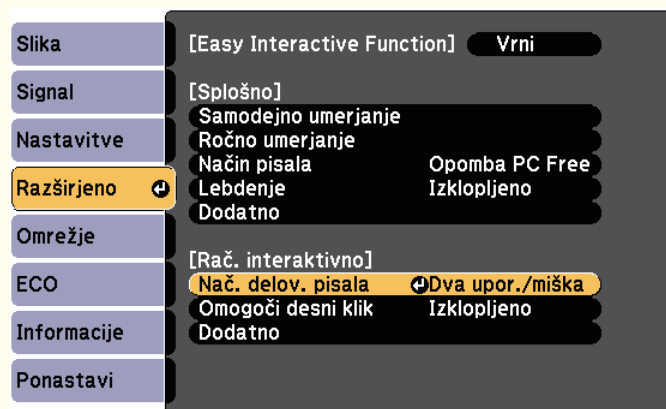 Slika
Signal
Nastavitve
Razširjeno
Omrežje
ECO
Informacije
Ponastavi
[Easy Interactive Function] Vrni
[Splošno]
Samodejno umerjanje
Ročno umerjanje
Način pisala Opomba PC Free
Lebdenje Izklopljeno
Dodatno
[Rač. interaktivno]
Nač. delov. pisala Dva upor./miška
Omogoči desni klik Izklopljeno
Dodatno